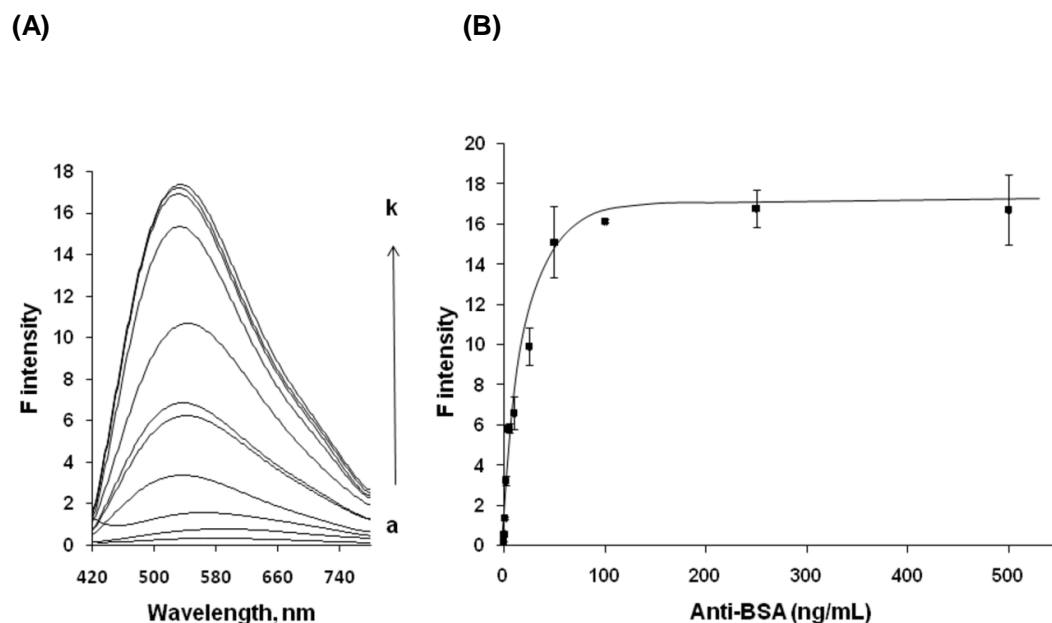 (A)
18
16
14
12
10
8
6
4
2
0
F intensity
k
a
420 500 580 660 740
Wavelength, nm
(B)
20
18
16
14
12
10
8
6
4
2
0
F intensity
0 100 200 300 400 500
Anti-BSA (ng/mL)